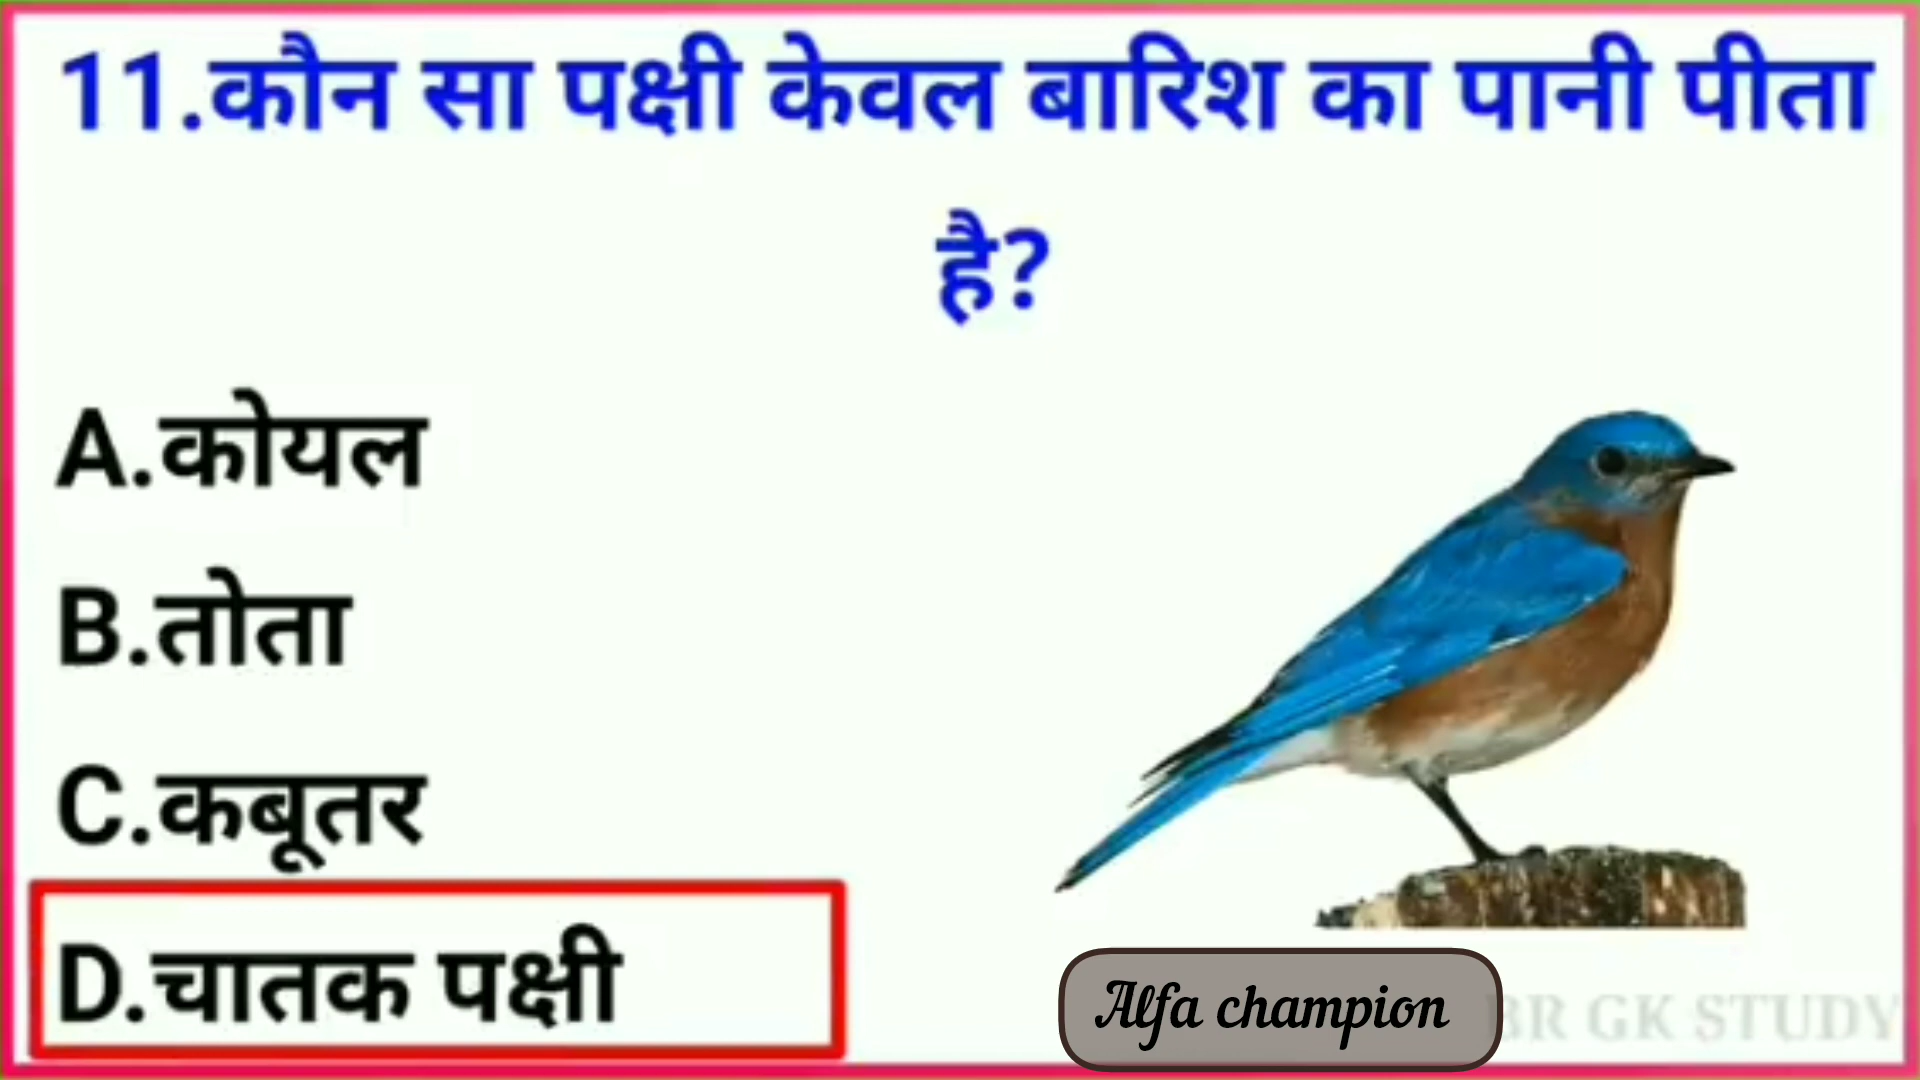 11.कौन सा पक्षी केवल बारिश का पानी पीता
है?
A.कोयल
B.तोता
C.कबूतर
D.चातक पक्षी
Alfa champion
BR GK STUDY